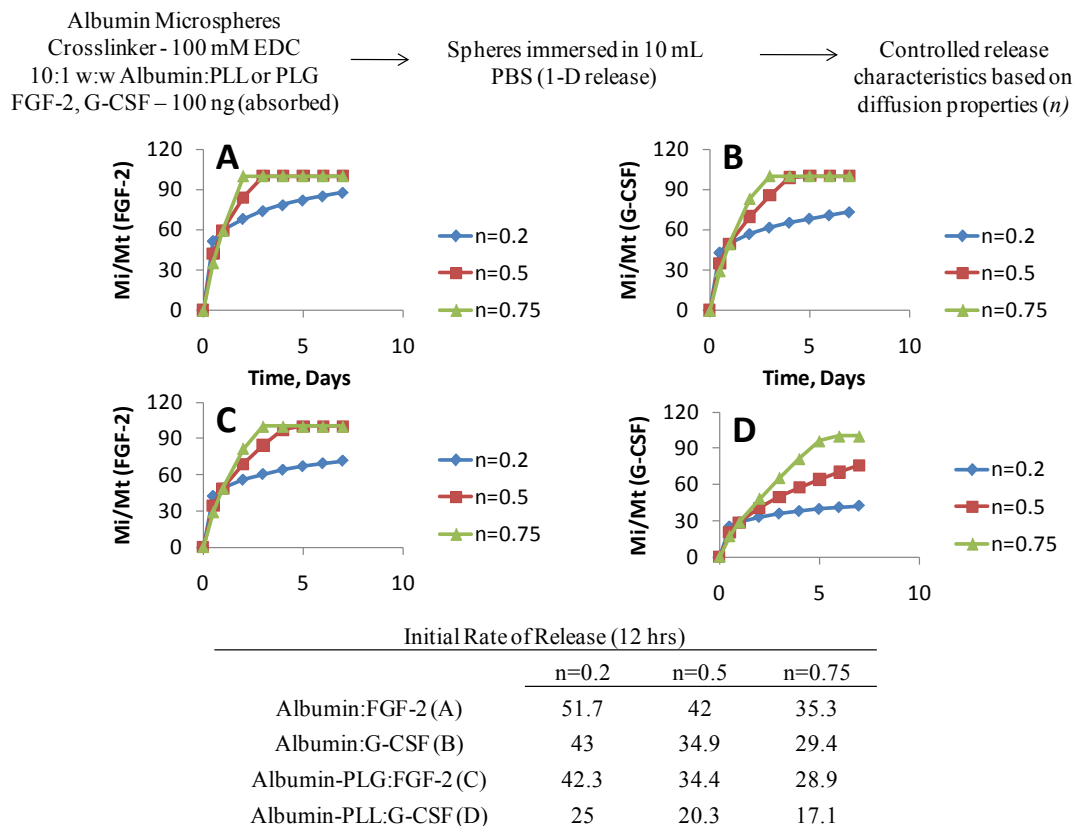 Albumin Microspheres
Crosslinker - 100 mM EDC
10:1 w:w Albumin:PLL or PLG
FGF-2, G-CSF – 100 ng (absorbed)
Spheres immersed in 10 mL
PBS (1-D release)
Controlled release
characteristics based on
diffusion properties (n)
A
Mi/Mt (FGF-2)
120
90
60
30
0
0 5 10
Time, Days
n=0.2
n=0.5
n=0.75
B
Mi/Mt (G-CSF)
120
90
60
30
0
0 5 10
Time, Days
n=0.2
n=0.5
n=0.75
C
Mi/Mt (FGF-2)
120
90
60
30
0
0 5 10
n=0.2
n=0.5
n=0.75
D
Mi/Mt (G-CSF)
120
90
60
30
0
0 5 10
n=0.2
n=0.5
n=0.75
Initial Rate of Release (12 hrs)
n=0.2 n=0.5 n=0.75
Albumin:FGF-2 (A) 51.7 42 35.3
Albumin:G-CSF (B) 43 34.9 29.4
Albumin-PLG:FGF-2 (C) 42.3 34.4 28.9
Albumin-PLL:G-CSF (D) 25 20.3 17.1